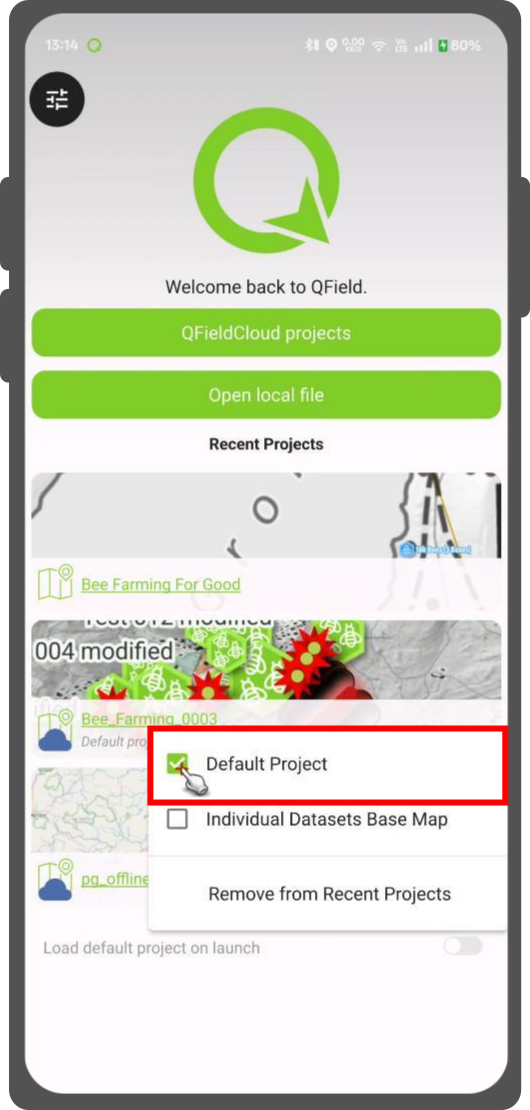 13:14
0.00
KB/S
Vo
LTE
80%
Welcome back to QField.
QFieldCloud projects
Open local file
Recent Projects
o
r
Bee Farming For Good
Test 012 modified
004 modified
Bee_Farming_0003
Default pro
Default Project
Individual Datasets Base Map
pg_offline
Remove from Recent Projects
Load default project on launch